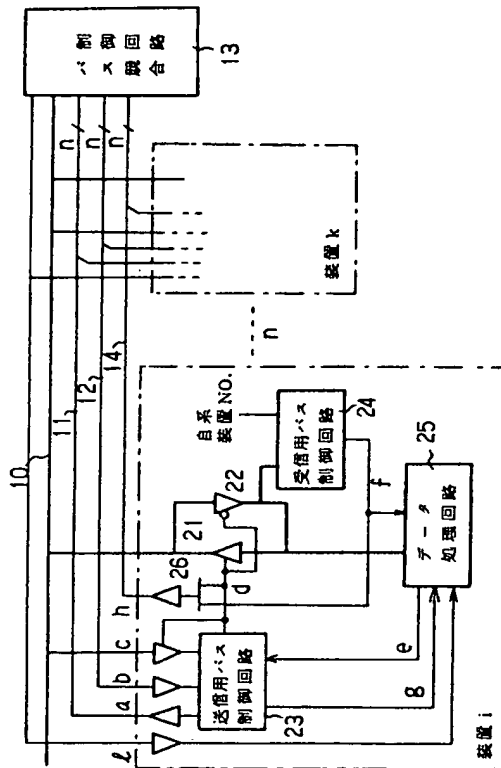 10
11
12
14
n
n
n
バス競合
制御回路
13
装置k
n
l
a
b
c
h
26
21
22
d
自系
装置NO.
受信用バス
制御回路
24
f
送信用バス
制御回路
23
e
g
データ
処理回路
25
装置i